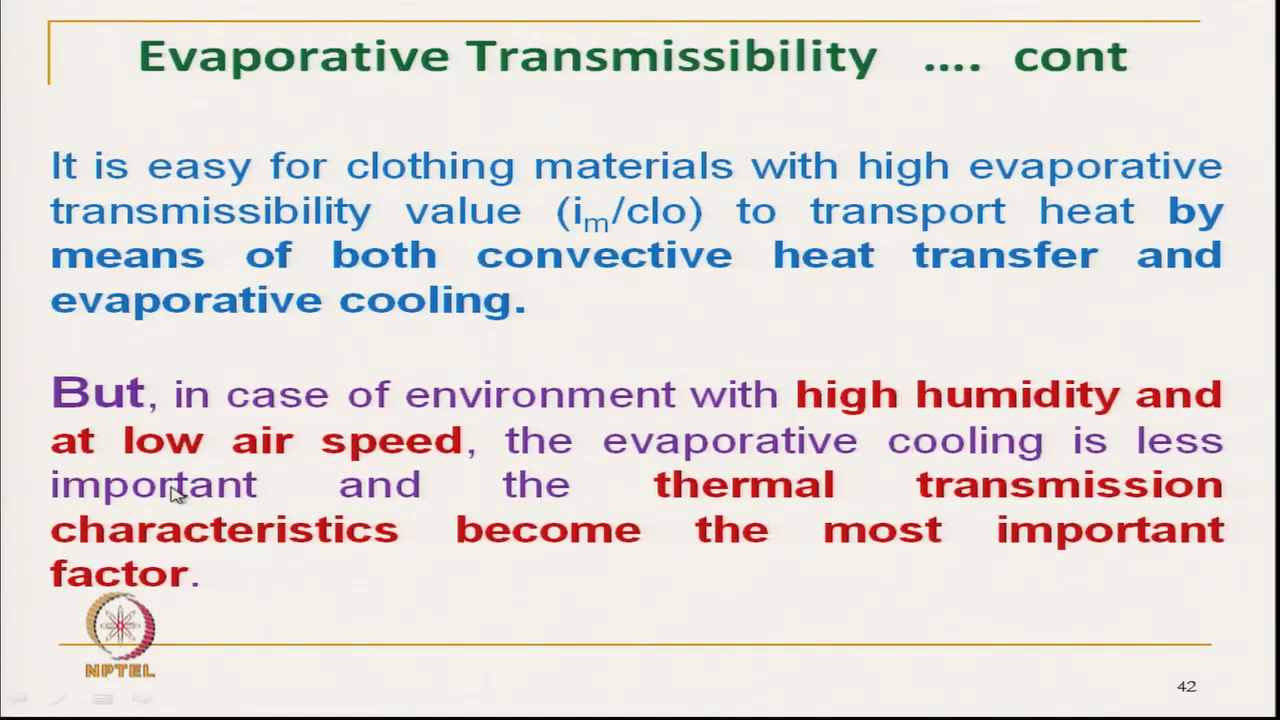 Evaporative Transmissibility .... cont
It is easy for clothing materials with high evaporative
transmissibility value (im/clo) to transport heat by
means of both convective heat transfer and
evaporative cooling.
But, in case of environment with high humidity and
at low air speed, the evaporative cooling is less
important and the thermal transmission
characteristics become the most important
factor.
NPTEL
42